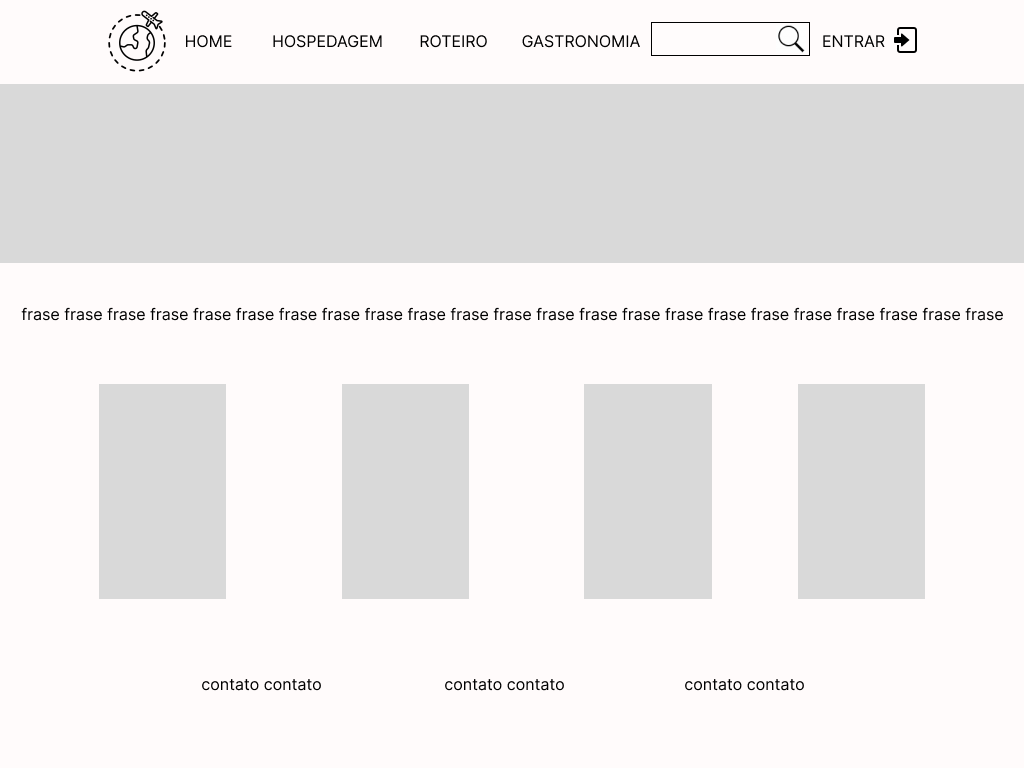 HOME HOSPEDAGEM ROTEIRO GASTRONOMIA ENTRAR
frase frase frase frase frase frase frase frase frase frase frase frase frase frase frase frase frase frase frase frase frase frase frase
contato contato contato contato contato contato